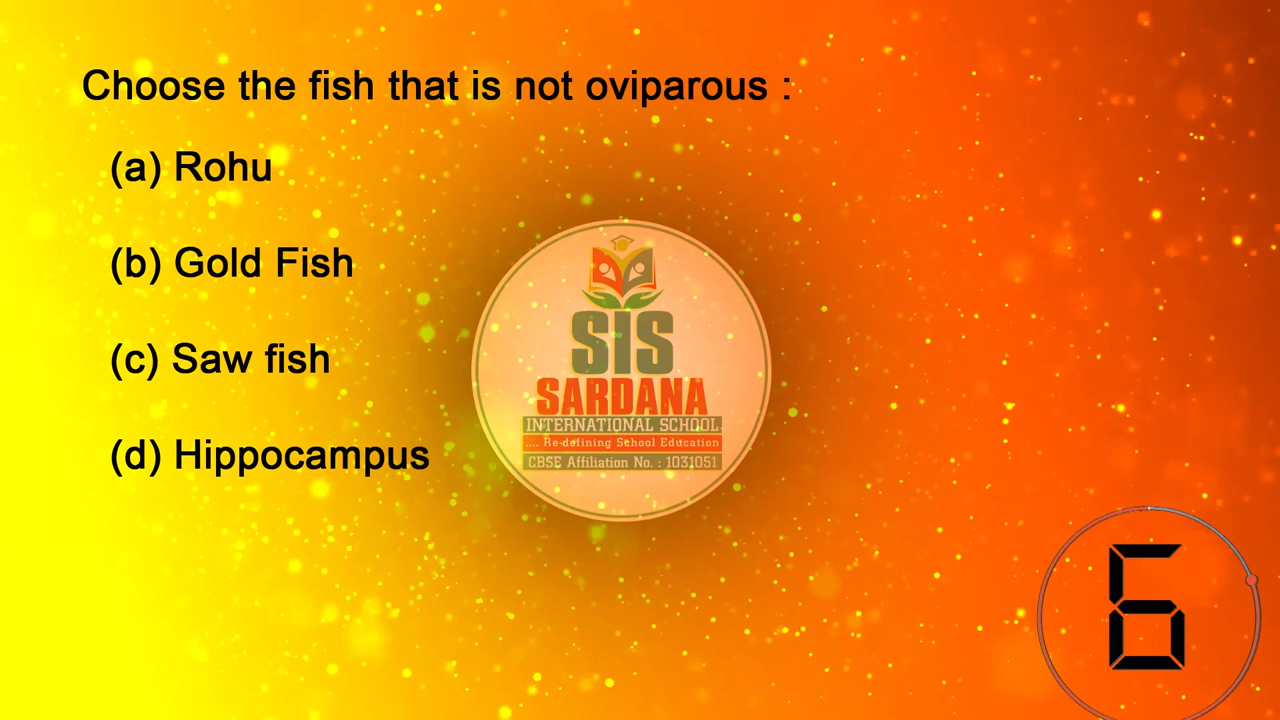 Choose the fish that is not oviparous :
(a) Rohu
(b) Gold Fish
(c) Saw fish
(d) Hippocampus
SIS
SARDANA
INTERNATIONAL SCHOOL
.... Re-defining School Education
CBSE Affiliation No. : 1031051
6